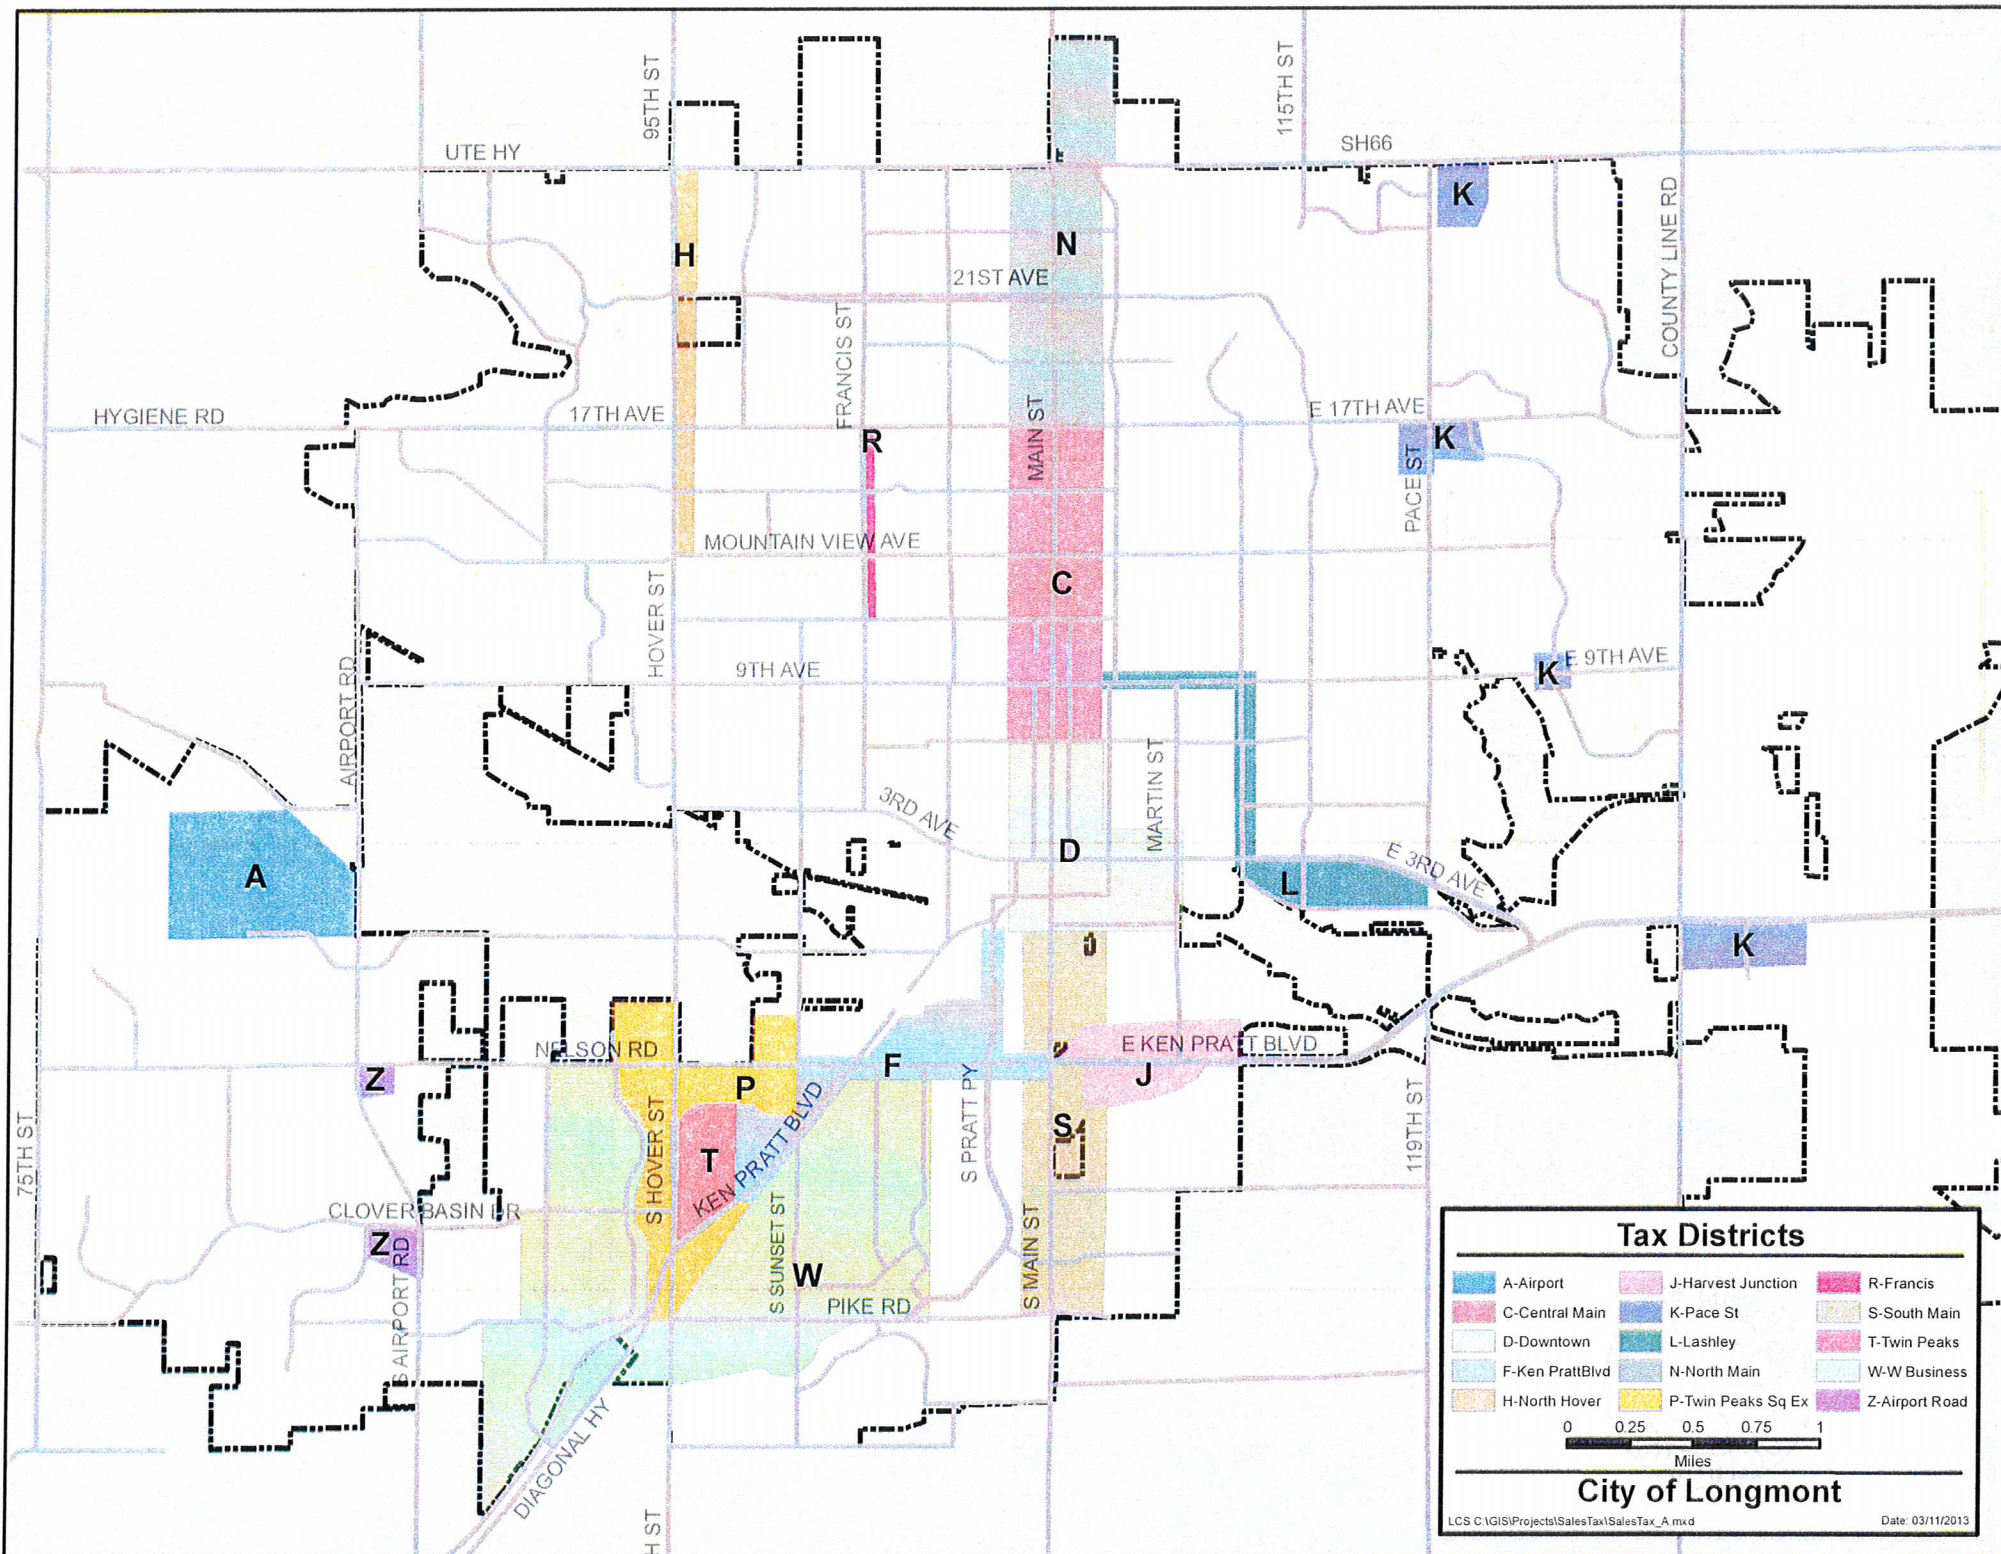 95TH ST
115TH ST
UTE HY
SH66
K
COUNTY LINE RD
H
N
21ST AVE
FRANCIS ST
HYGIENE RD
17TH AVE
MAIN ST
E 17TH AVE
R
K
PACE ST
MOUNTAIN VIEW AVE
C
HOVER ST
9TH AVE
K
E 9TH AVE
AIRPORT RD
MARTIN ST
3RD AVE
D
E 3RD AVE
A
L
K
NELSON RD
E KEN PRATT BLVD
F
J
Z
P
S PRATT PY
75TH ST
S HOVER ST
T
KEN PRATT BLVD
S
119TH ST
CLOVER BASIN DR
Z
S AIRPORT RD
S SUNSET ST
W
S MAIN ST
PIKE RD
DIAGONAL HY
H ST
Tax Districts
A-Airport
C-Central Main
D-Downtown
F-Ken PrattBlvd
H-North Hover
J-Harvest Junction
K-Pace St
L-Lashley
N-North Main
P-Twin Peaks Sq Ex
R-Francis
S-South Main
T-Twin Peaks
W-W Business
Z-Airport Road
0 0.25 0.5 0.75 1
Miles
City of Longmont
LCS C:\GIS\Projects\SalesTax\SalesTax_A.mxd
Date: 03/11/2013